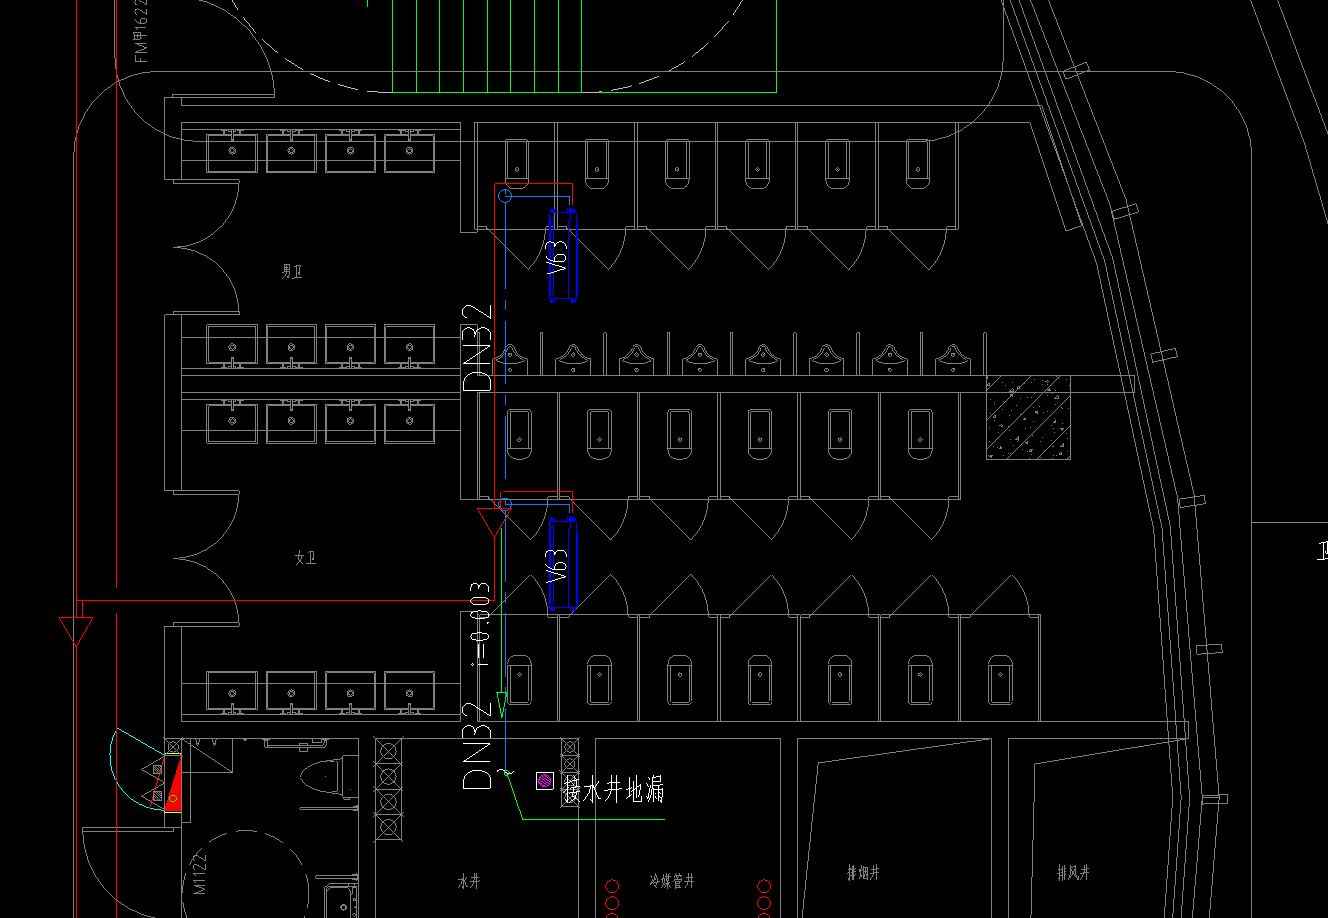 FM甲1622
V63
男卫
DN32
V63
女卫
i=0.003
DN32
接水井地漏
M1122
水井
冷媒管井
排烟井
排风井